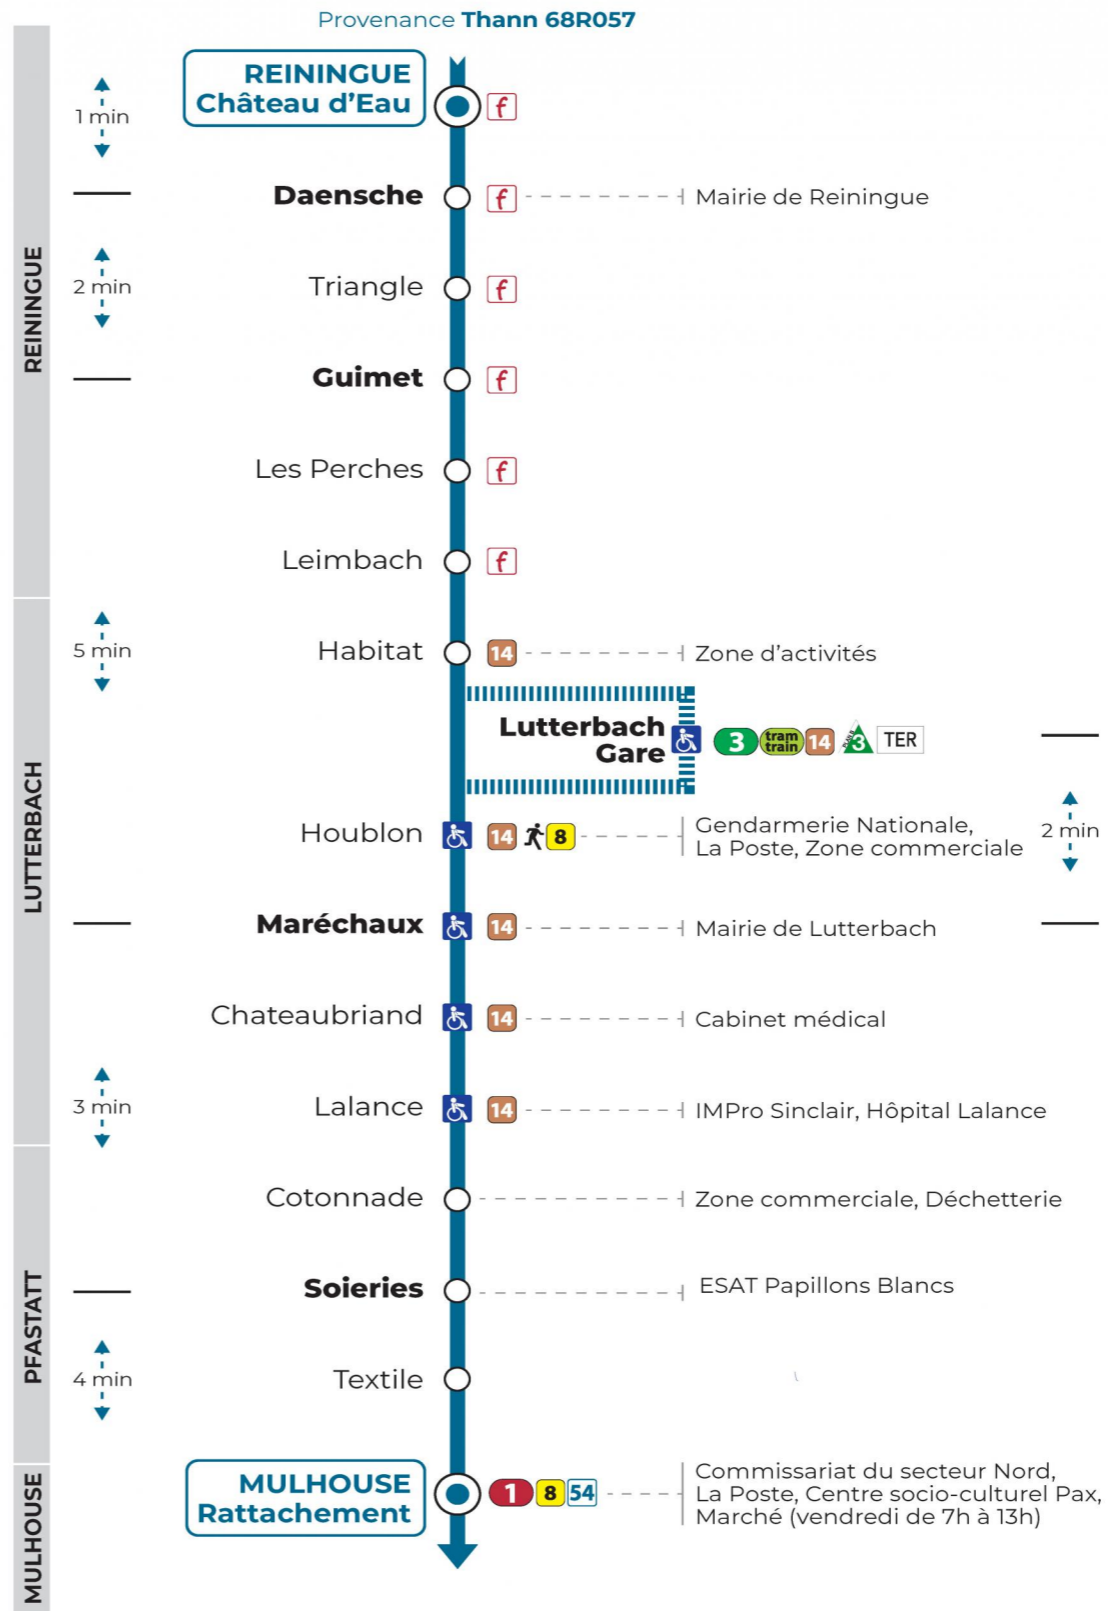 Provenance Thann 68R057
REININGUE
Château d'Eau
f
1 min
Daensche
f
Mairie de Reiningue
Triangle
f
2 min
REININGUE
Guimet
f
Les Perches
f
Leimbach
f
5 min
Habitat
14
Zone d'activités
Lutterbach
Gare
3
tram
train
14
3
TER
LUTTERBACH
Houblon
14
8
Gendarmerie Nationale,
La Poste, Zone commerciale
2 min
Maréchaux
14
Mairie de Lutterbach
Chateaubriand
14
Cabinet médical
3 min
Lalance
14
IMPro Sinclair, Hôpital Lalance
Cotonnade
Zone commerciale, Déchetterie
PFASTATT
Soieries
ESAT Papillons Blancs
4 min
Textile
MULHOUSE
MULHOUSE
Rattachement
1
8
54
Commissariat du secteur Nord,
La Poste, Centre socio-culturel Pax,
Marché (vendredi de 7h à 13h)